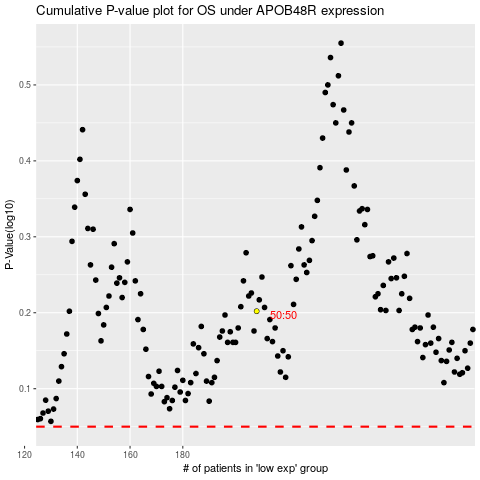 Cumulative P-value plot for OS under APOB48R expression
P-Value(log10)
0.5
0.4
0.3
0.2
0.1
50:50
120 140 160 180
# of patients in 'low exp' group